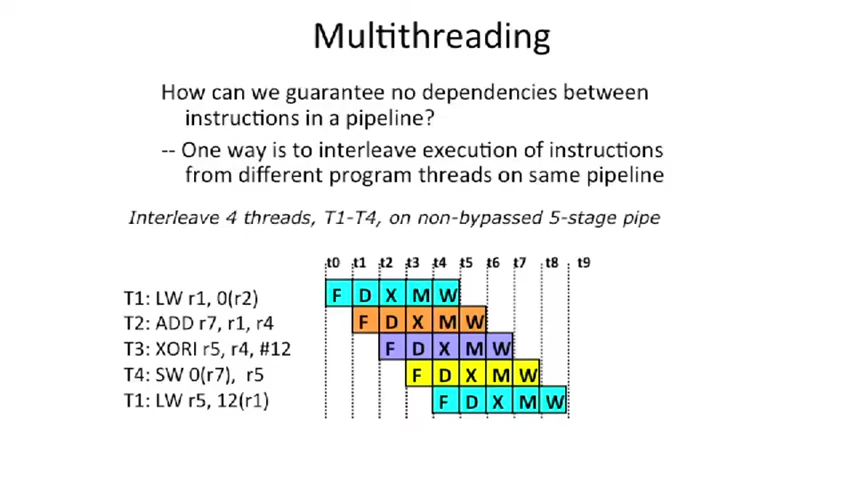 Multithreading
How can we guarantee no dependencies between
instructions in a pipeline?
-- One way is to interleave execution of instructions
from different program threads on same pipeline
Interleave 4 threads, T1-T4, on non-bypassed 5-stage pipe
t0 t1 t2 t3 t4 t5 t6 t7 t8 t9
T1: LW r1, 0(r2) F D X M W
T2: ADD r7, r1, r4 F D X M W
T3: XORI r5, r4, #12 F D X M W
T4: SW 0(r7), r5 F D X M W
T1: LW r5, 12(r1) F D X M W